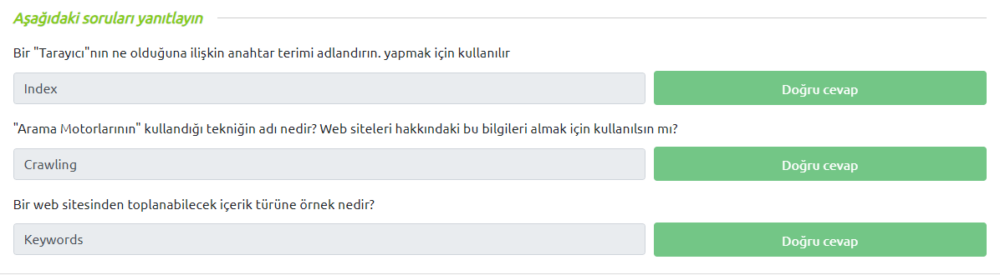 Aşağıdaki soruları yanıtlayın
Bir "Tarayıcı"nın ne olduğuna ilişkin anahtar terimi adlandırın. yapmak için kullanılır
Index
Doğru cevap
"Arama Motorlarının" kullandığı tekniğin adı nedir? Web siteleri hakkındaki bu bilgileri almak için kullanılsın mı?
Crawling
Doğru cevap
Bir web sitesinden toplanabilecek içerik türüne örnek nedir?
Keywords
Doğru cevap